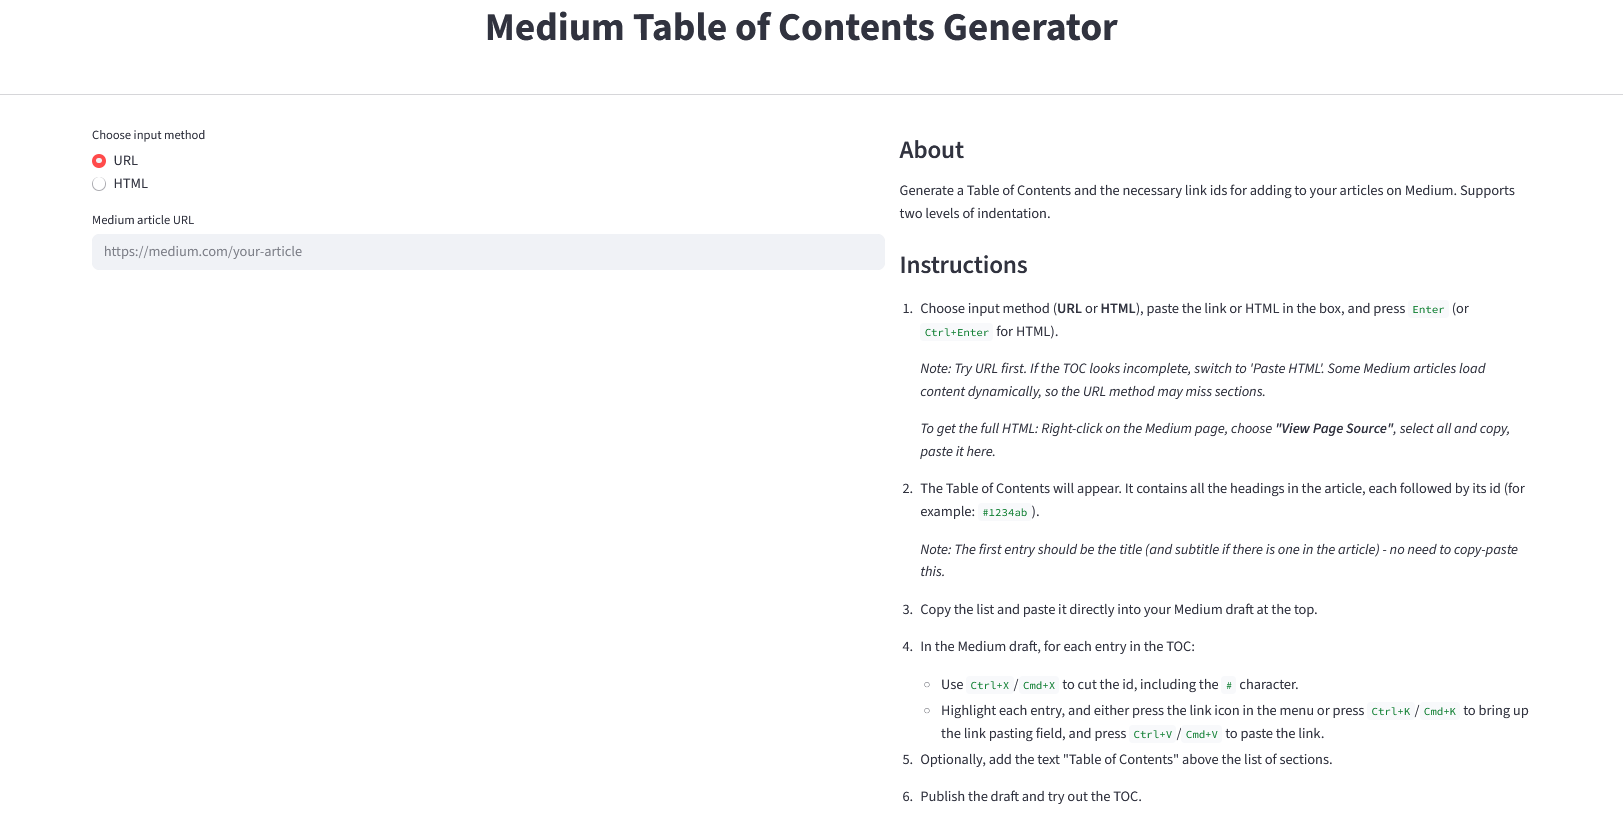 Medium Table of Contents Generator
Choose input method
URL
HTML
Medium article URL
https://medium.com/your-article
About
Generate a Table of Contents and the necessary link ids for adding to your articles on Medium. Supports
two levels of indentation.
Instructions
1. Choose input method (URL or HTML), paste the link or HTML in the box, and press Enter (or
Ctrl+Enter for HTML).
Note: Try URL first. If the TOC looks incomplete, switch to 'Paste HTML'. Some Medium articles load
content dynamically, so the URL method may miss sections.
To get the full HTML: Right-click on the Medium page, choose "View Page Source", select all and copy,
paste it here.
2. The Table of Contents will appear. It contains all the headings in the article, each followed by its id (for
example: #1234ab ).
Note: The first entry should be the title (and subtitle if there is one in the article) - no need to copy-paste
this.
3. Copy the list and paste it directly into your Medium draft at the top.
4. In the Medium draft, for each entry in the TOC:
○ Use Ctrl+X / Cmd+X to cut the id, including the # character.
○ Highlight each entry, and either press the link icon in the menu or press Ctrl+K / Cmd+K to bring up
the link pasting field, and press Ctrl+V / Cmd+V to paste the link.
5. Optionally, add the text "Table of Contents" above the list of sections.
6. Publish the draft and try out the TOC.